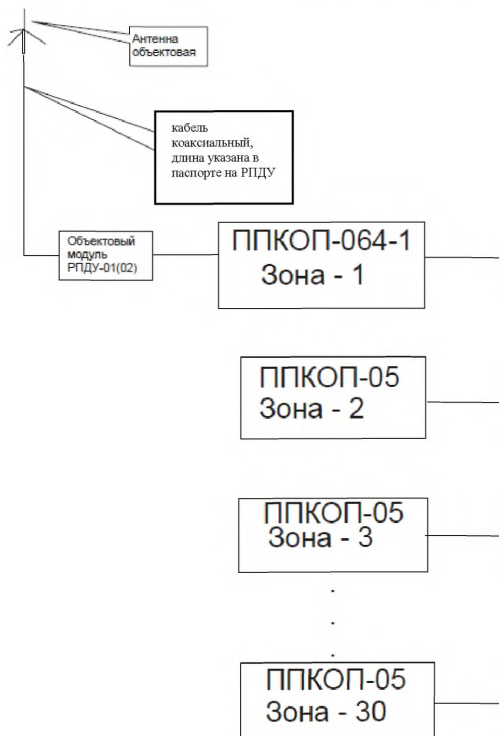 Антенна
объектовая
кабель
коаксиальный,
длина указана в
паспорте на РПДУ
Объектовый
модуль
РПДУ-01(02)
ППКОП-064-1
Зона - 1
ППКОП-05
Зона - 2
ППКОП-05
Зона - 3
ППКОП-05
Зона - 30